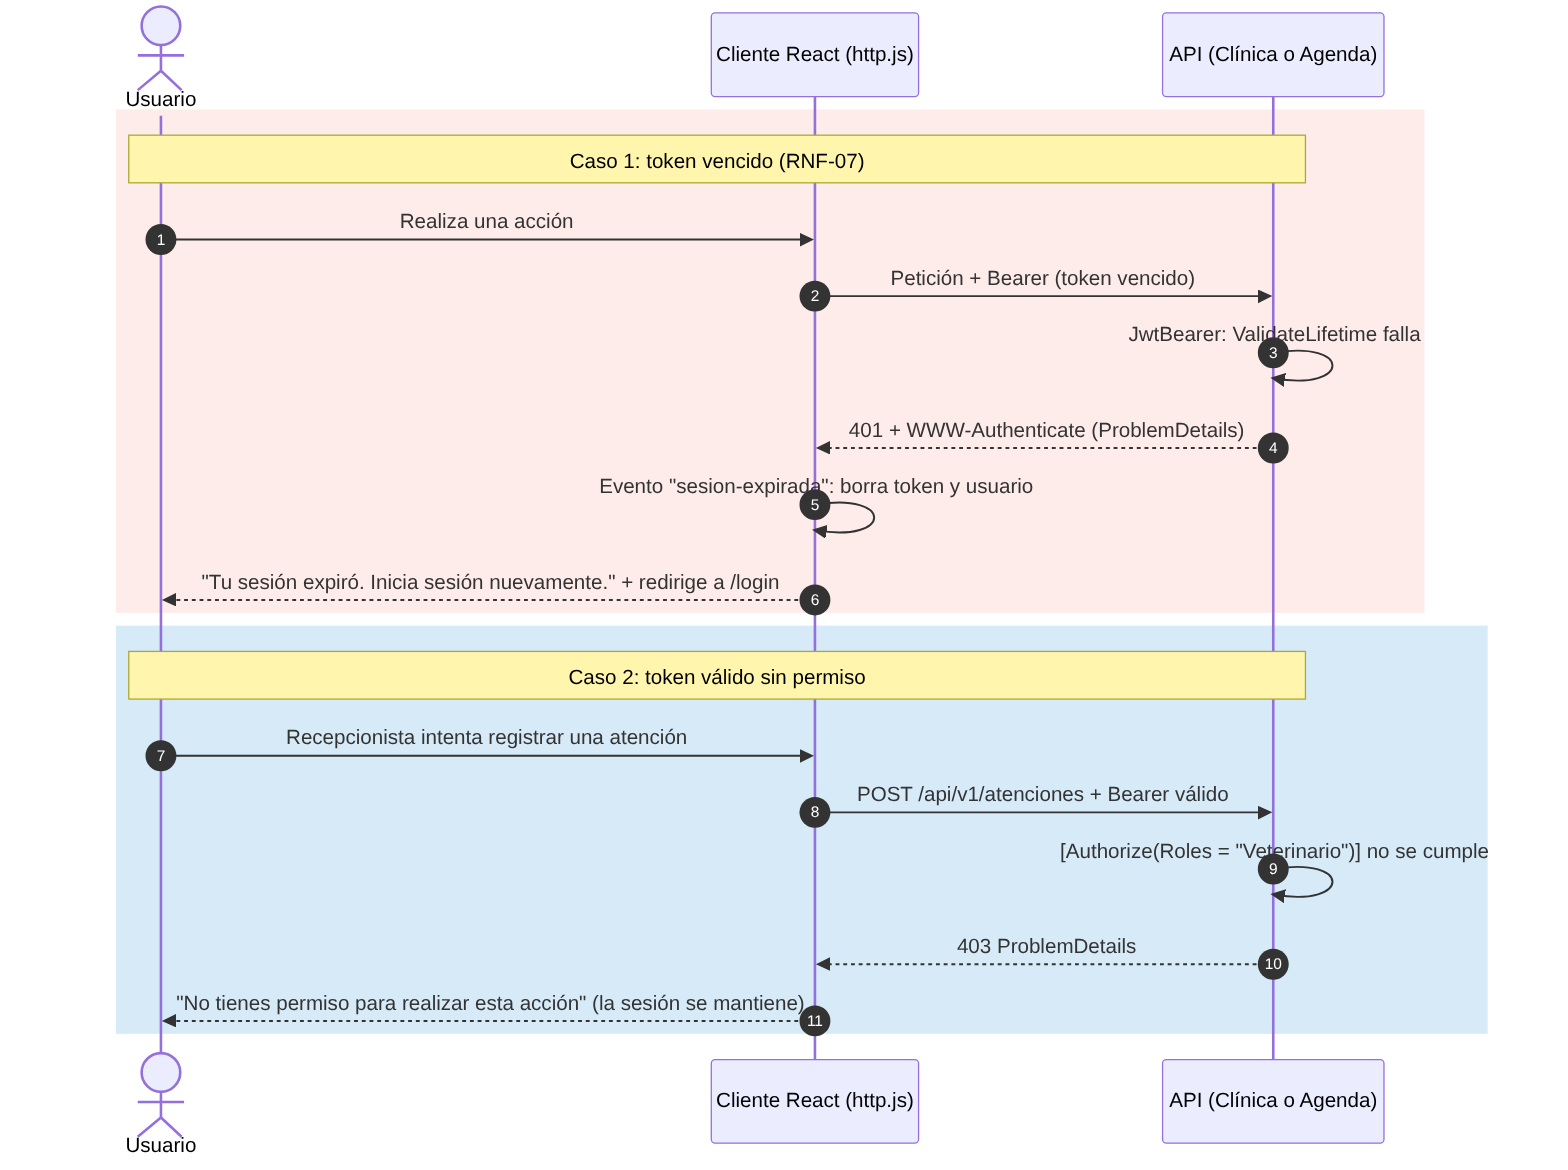 Usuario
Cliente React (http.js)
API (Clínica o Agenda)
Caso 1: token vencido (RNF-07)
Realiza una acción
1
Petición + Bearer (token vencido)
2
JwtBearer: ValidateLifetime falla
3
401 + WWW-Authenticate (ProblemDetails)
4
Evento "sesion-expirada": borra token y usuario
5
"Tu sesión expiró. Inicia sesión nuevamente." + redirige a /login
6
Caso 2: token válido sin permiso
Recepcionista intenta registrar una atención
7
POST /api/v1/atenciones + Bearer válido
8
[Authorize(Roles = "Veterinario")] no se cumple
9
403 ProblemDetails
10
"No tienes permiso para realizar esta acción" (la sesión se mantiene)
11
Usuario
Cliente React (http.js)
API (Clínica o Agenda)